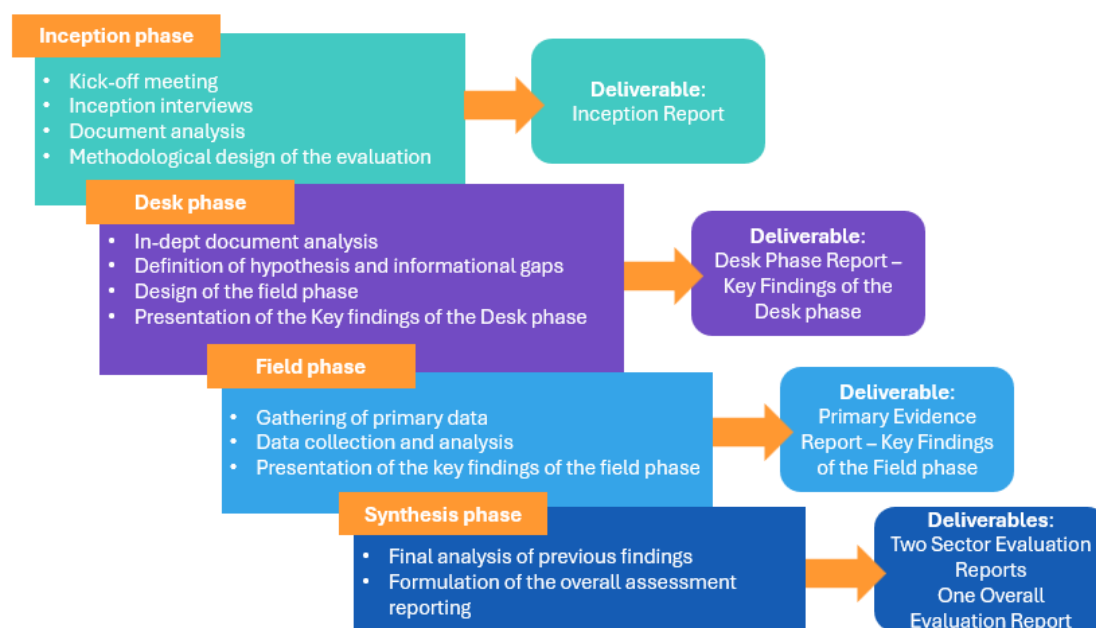 Inception phase
• Kick-off meeting
• Inception interviews
• Document analysis
• Methodological design of the evaluation
Deliverable:
Inception Report
Desk phase
• In-dept document analysis
• Definition of hypothesis and informational gaps
• Design of the field phase
• Presentation of the Key findings of the Desk phase
Deliverable:
Desk Phase Report –
Key Findings of the
Desk phase
Field phase
• Gathering of primary data
• Data collection and analysis
• Presentation of the key findings of the field phase
Deliverable:
Primary Evidence
Report – Key Findings
of the Field phase
Synthesis phase
• Final analysis of previous findings
• Formulation of the overall assessment
reporting
Deliverables:
Two Sector Evaluation
Reports
One Overall
Evaluation Report